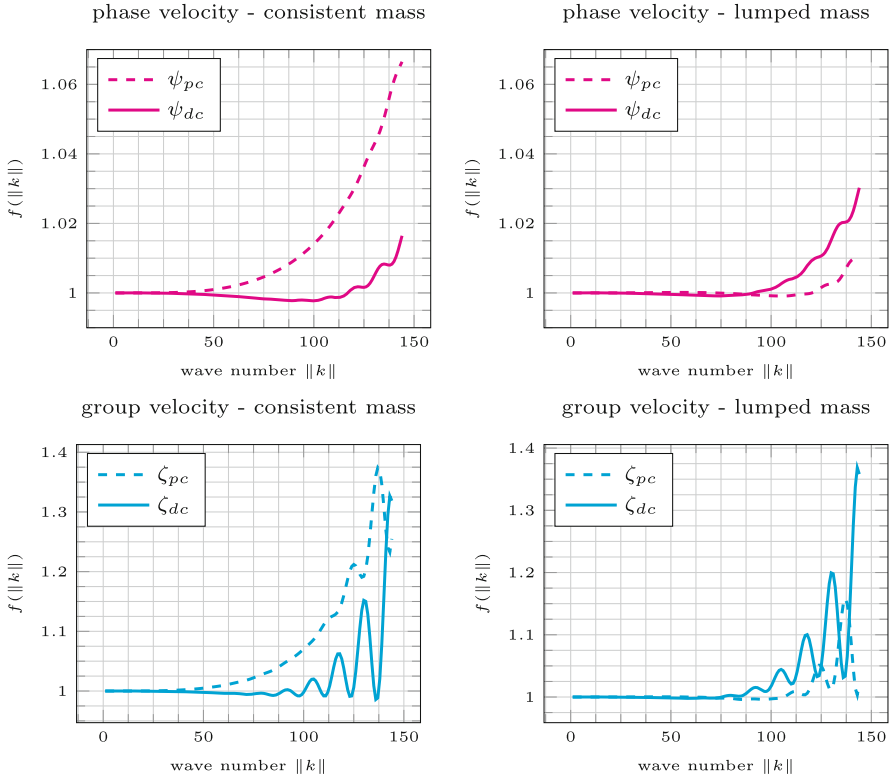 phase velocity - consistent mass
1.06
1.04
1.02
1
f(‖k‖)
ψpc
ψdc
0 50 100 150
wave number ‖k‖
phase velocity - lumped mass
1.06
1.04
1.02
1
f(‖k‖)
ψpc
ψdc
0 50 100 150
wave number ‖k‖
group velocity - consistent mass
1.4
1.3
1.2
1.1
1
f(‖k‖)
ζpc
ζdc
0 50 100 150
wave number ‖k‖
group velocity - lumped mass
1.4
1.3
1.2
1.1
1
f(‖k‖)
ζpc
ζdc
0 50 100 150
wave number ‖k‖